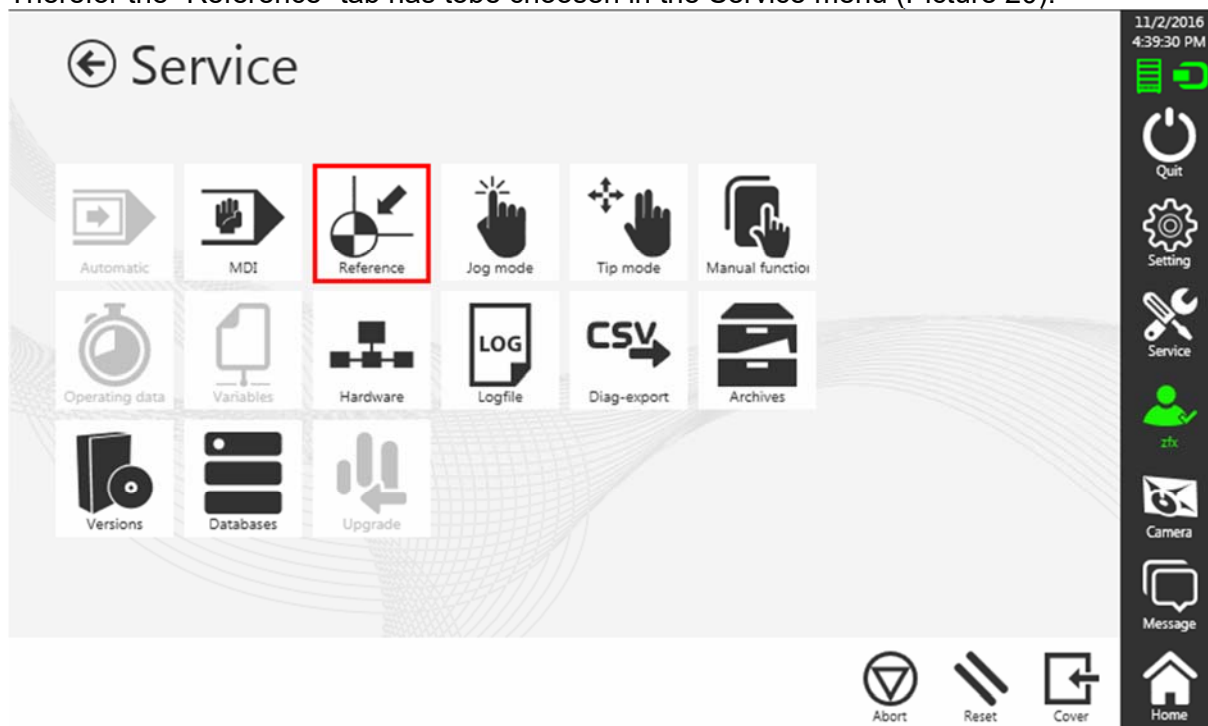 Therefor the “Reference” tab has tobe choosen in the Service menu (Picture 29).
11/2/2016
4:39:30 PM
Service
Quit
Automatic
MDI
Reference
Jog mode
Tip mode
Manual function
Setting
LOG
CSV
Operating data
Variables
Hardware
Logfile
Diag-export
Archives
Service
zfx
Versions
Databases
Upgrade
Camera
Message
Abort
Reset
Cover
Home